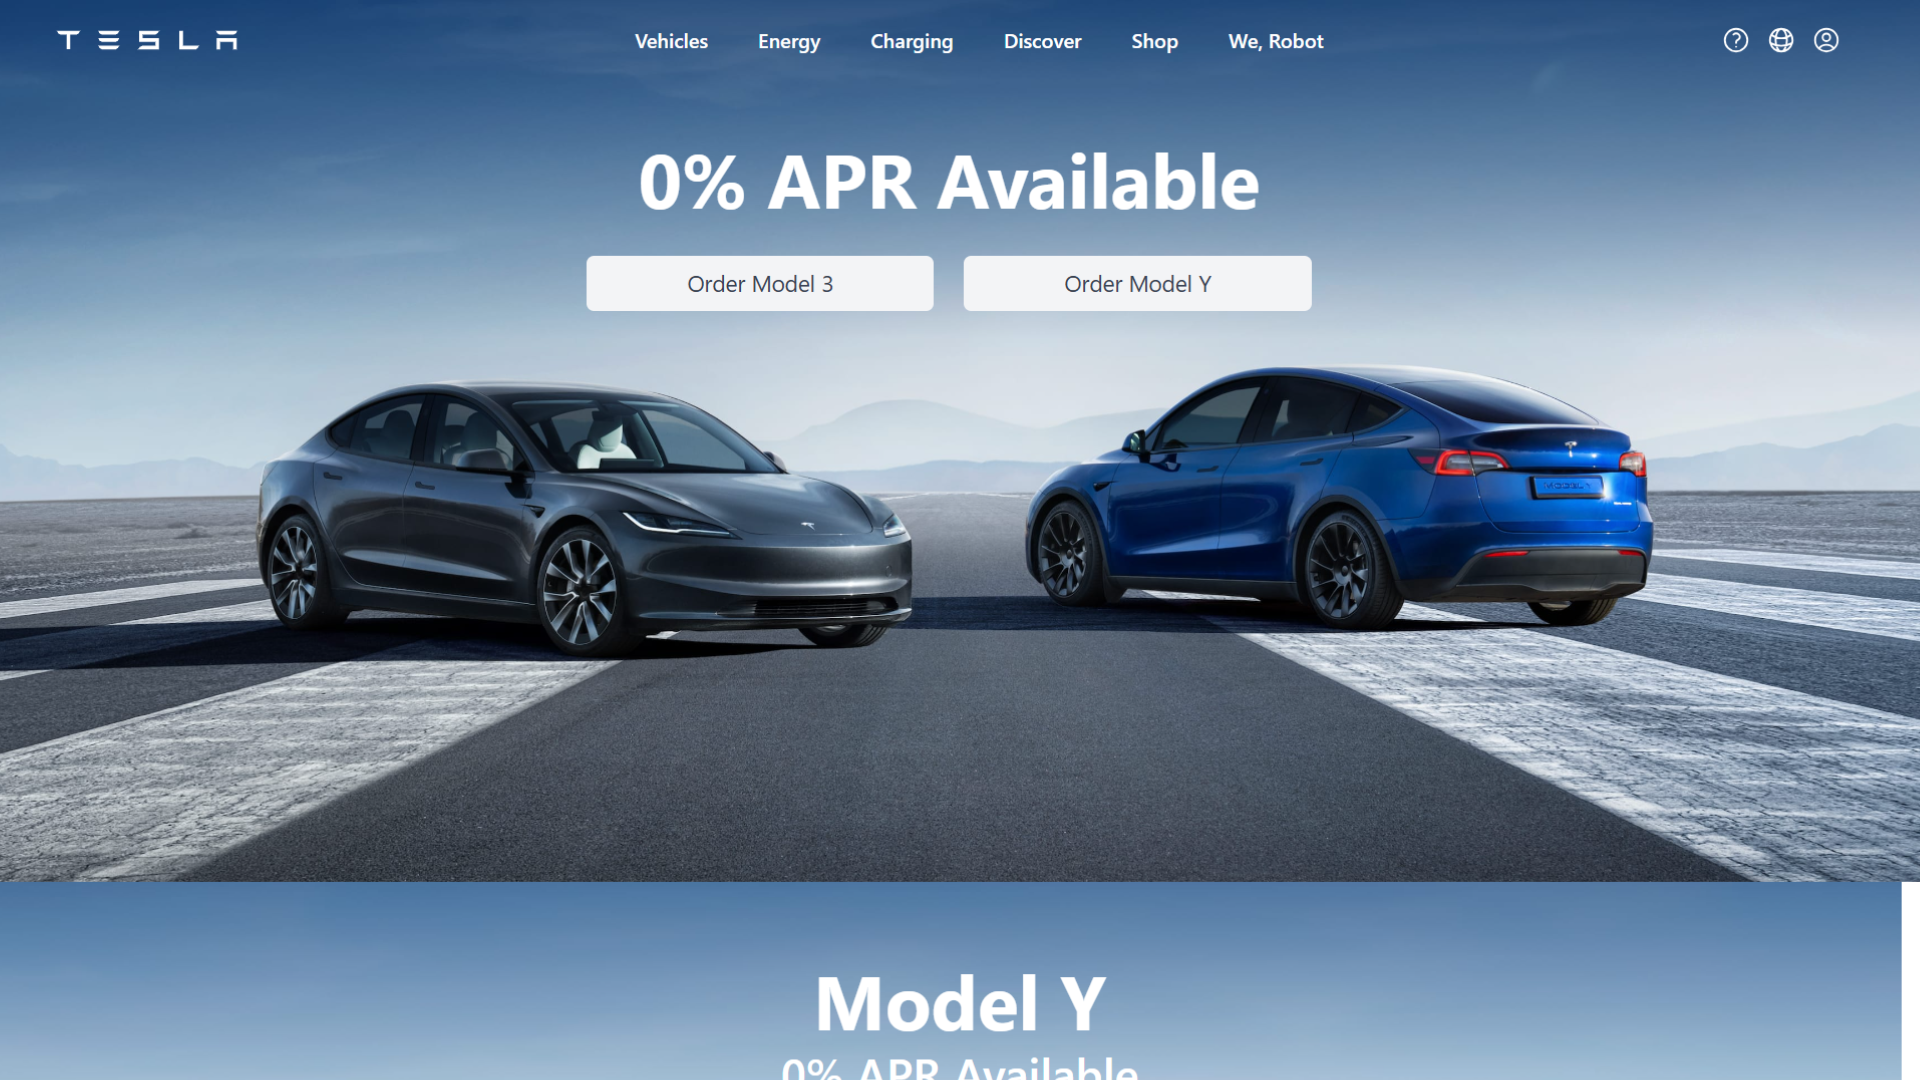 TESLA
Vehicles Energy Charging Discover Shop We, Robot
0% APR Available
Order Model 3 Order Model Y
MODEL Y
Model Y
0% APR Available